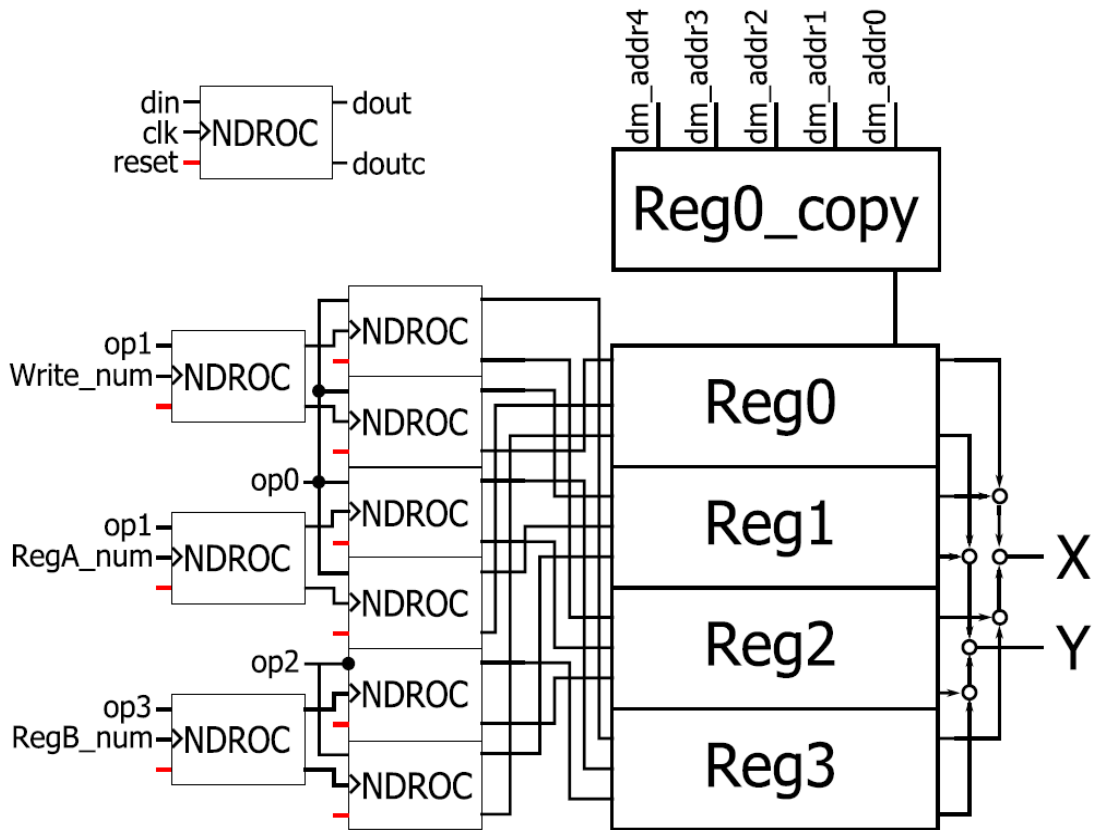 dm_addr4
dm_addr3
dm_addr2
dm_addr1
dm_addr0
din
clk
reset
NDROC
dout
doutc
Reg0_copy
op1
Write_num
NDROC
NDROC
NDROC
Reg0
op0
op1
RegA_num
NDROC
NDROC
NDROC
Reg1
X
op2
op3
RegB_num
NDROC
NDROC
NDROC
Reg2
Y
Reg3